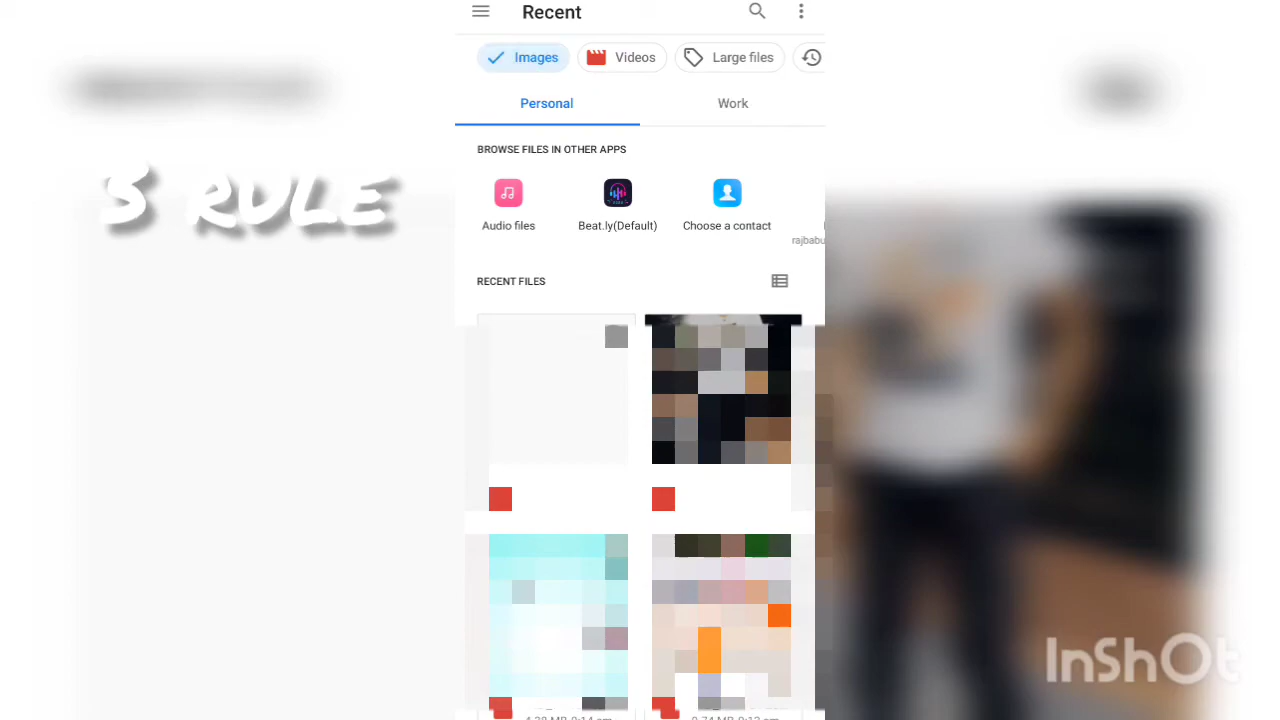 Recent
Images
Videos
Large files
Personal
Work
BROWSE FILES IN OTHER APPS
Audio files
Beat.ly(Default)
Choose a contact
rajbabu
RECENT FILES
S RULE
InShOt